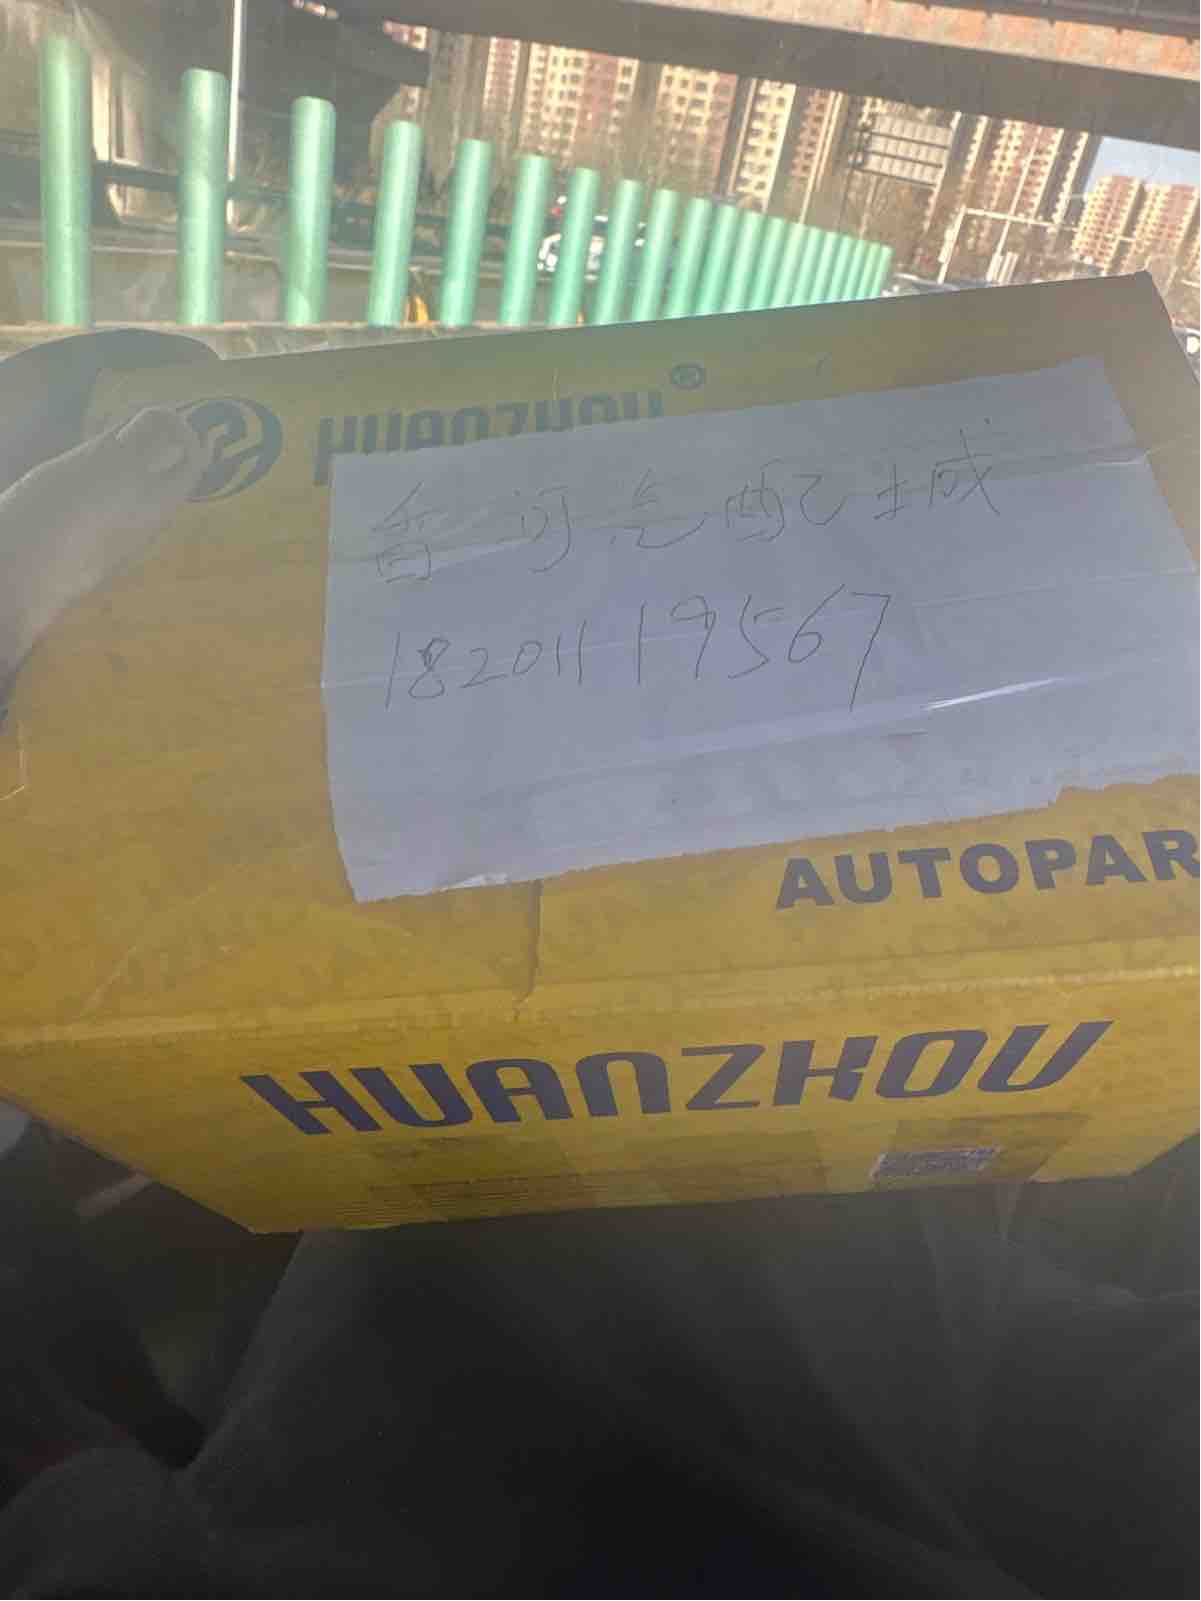 HUANZHOU®
香河汽配城
18201119567
AUTOPAR
HUANZHOU